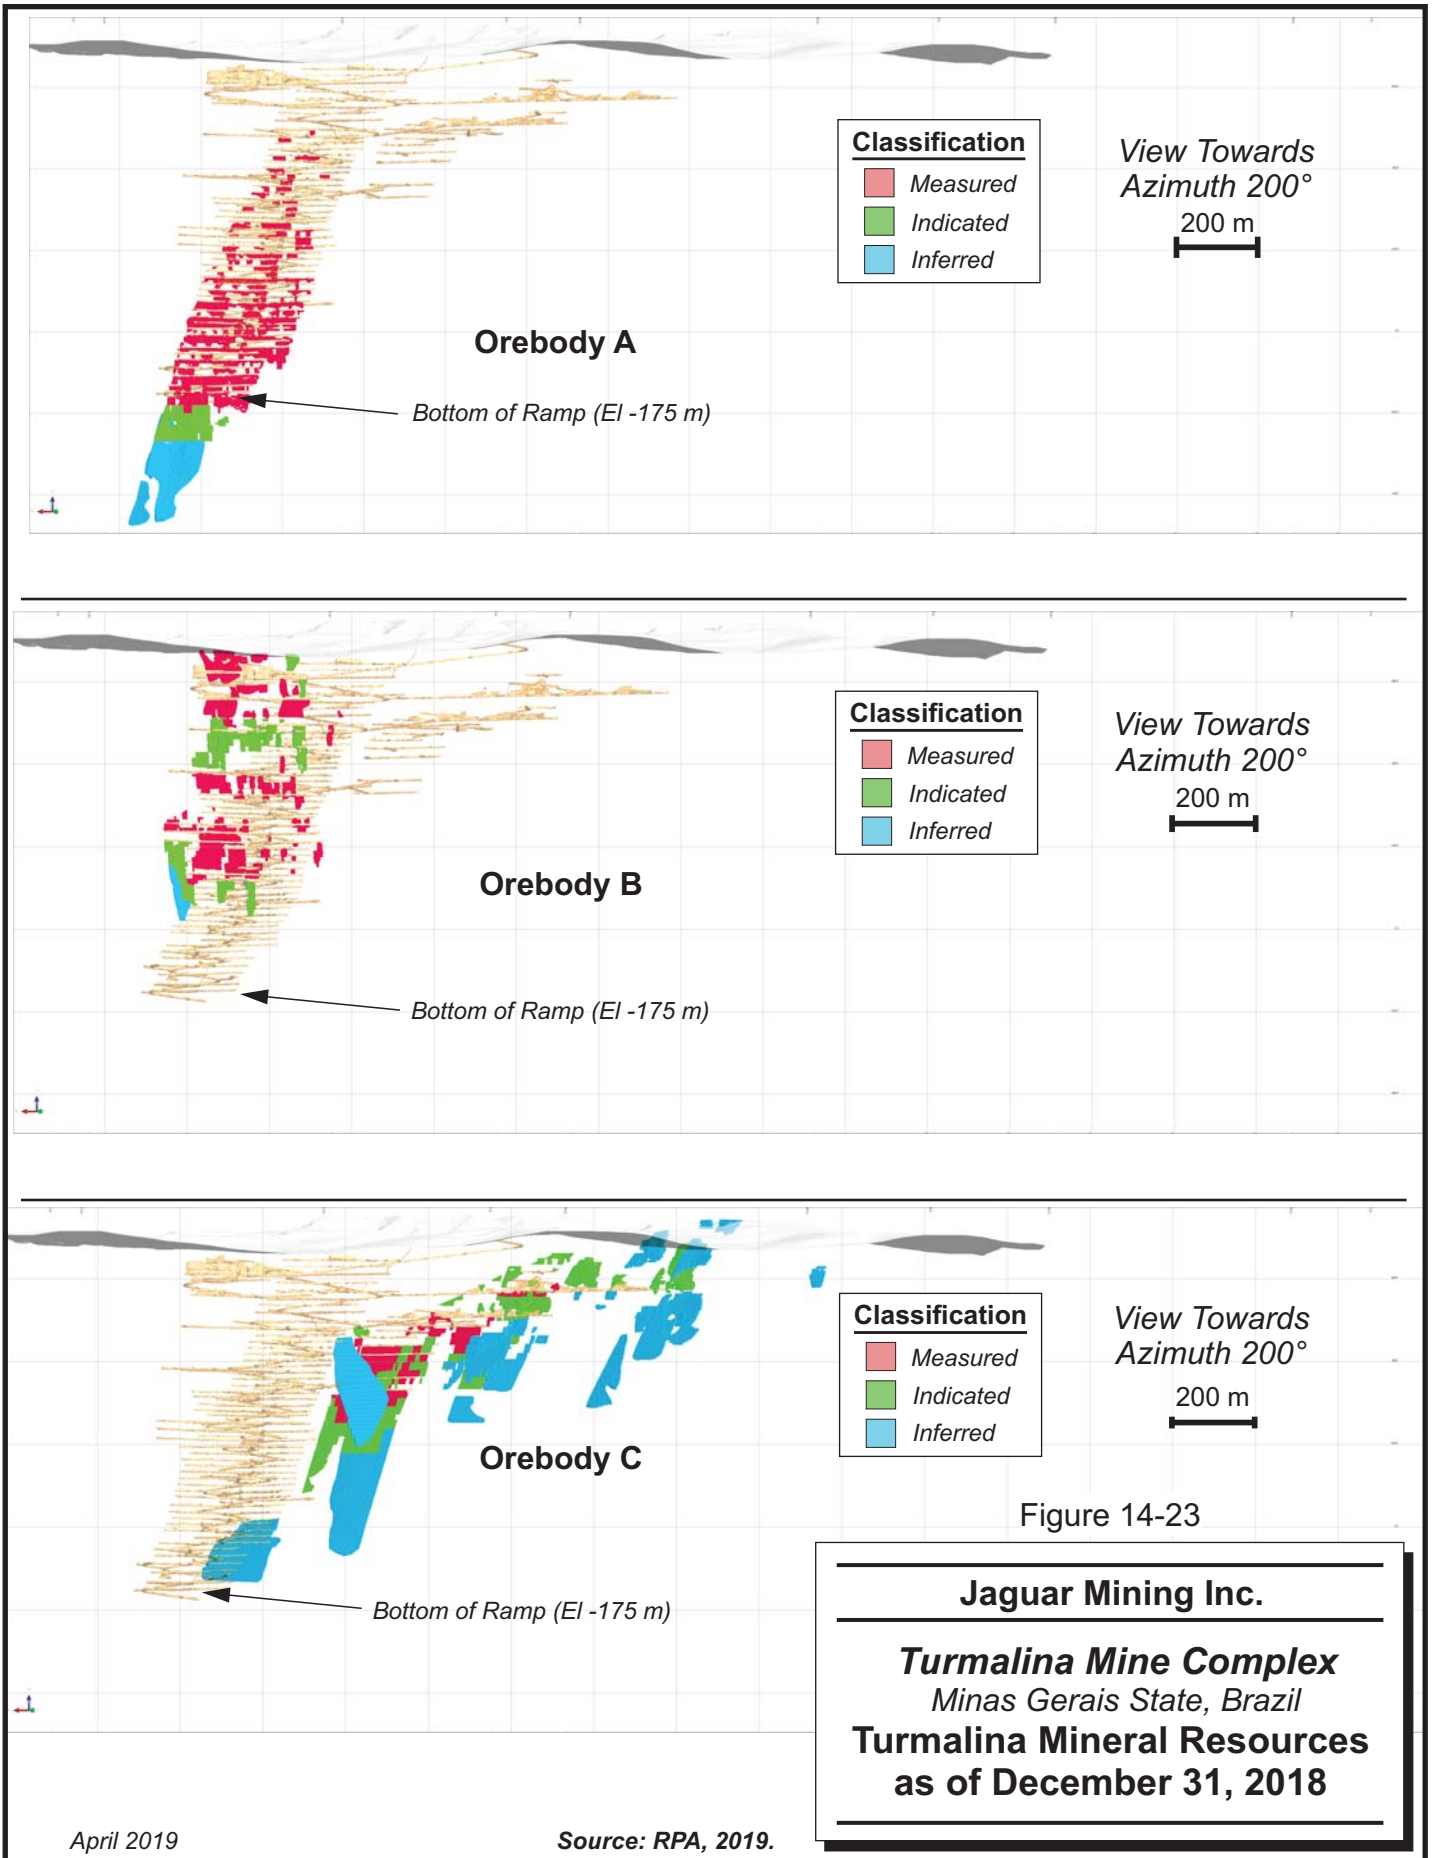 Classification
Measured
Indicated
Inferred
View Towards
Azimuth 200°
200 m
Orebody A
Bottom of Ramp (El -175 m)
Classification
Measured
Indicated
Inferred
View Towards
Azimuth 200°
200 m
Orebody B
Bottom of Ramp (El -175 m)
Classification
Measured
Indicated
Inferred
View Towards
Azimuth 200°
200 m
Orebody C
Bottom of Ramp (El -175 m)
Figure 14-23
Jaguar Mining Inc.
Turmalina Mine Complex
Minas Gerais State, Brazil
Turmalina Mineral Resources
as of December 31, 2018
April 2019
Source: RPA, 2019.